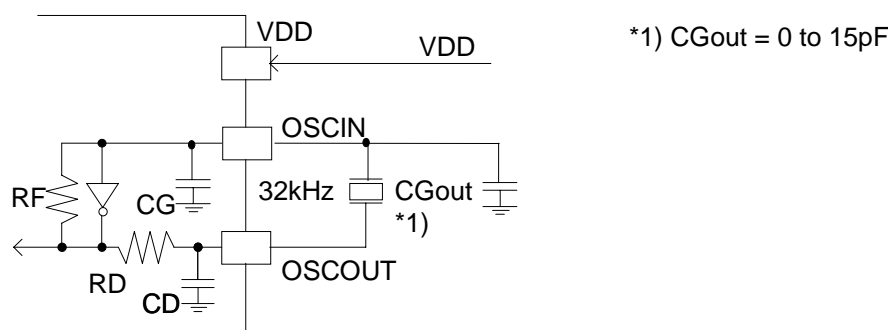 VDD
VDD
*1) CGout = 0 to 15pF
OSCIN
RF
CG
32kHz
CGout
*1)
RD
CD
OSCOUT